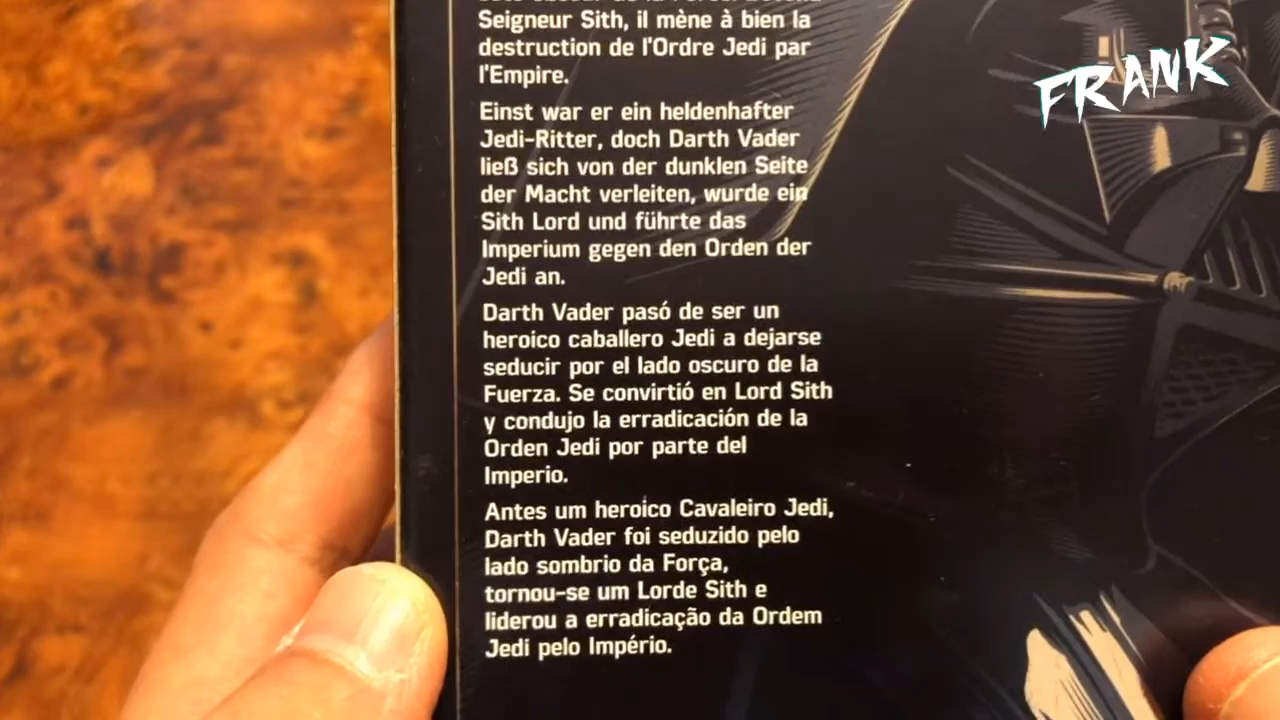 Seigneur Sith, il mène à bien la
destruction de l'Ordre Jedi par
l'Empire.
Einst war er ein heldenhafter
Jedi-Ritter, doch Darth Vader
ließ sich von der dunklen Seite
der Macht verleiten, wurde ein
Sith Lord und führte das
Imperium gegen den Orden der
Jedi an.
Darth Vader pasó de ser un
heroico caballero Jedi a dejarse
seducir por el lado oscuro de la
Fuerza. Se convirtió en Lord Sith
y condujo la erradicación de la
Orden Jedi por parte del
Imperio.
Antes um heroico Cavaleiro Jedi,
Darth Vader foi seduzido pelo
lado sombrio da Força,
tornou-se um Lorde Sith e
liderou a erradicação da Ordem
Jedi pelo Império.
FRANK